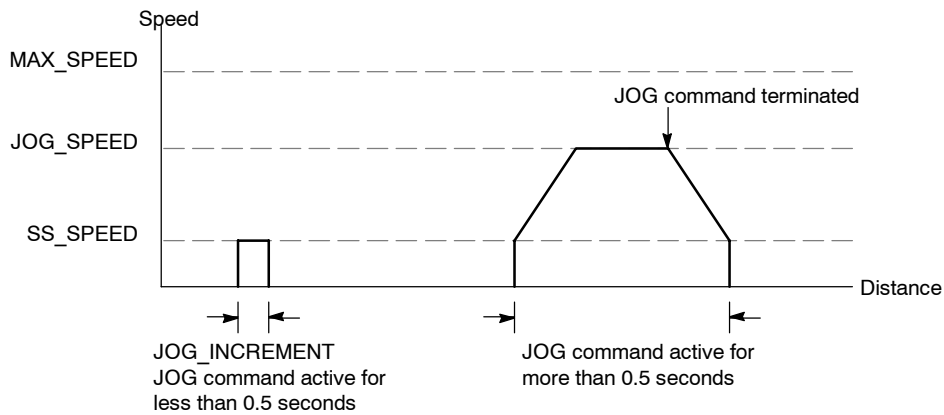 Speed
MAX_SPEED
JOG command terminated
JOG_SPEED
SS_SPEED
Distance
JOG_INCREMENT
JOG command active for
less than 0.5 seconds
JOG command active for
more than 0.5 seconds